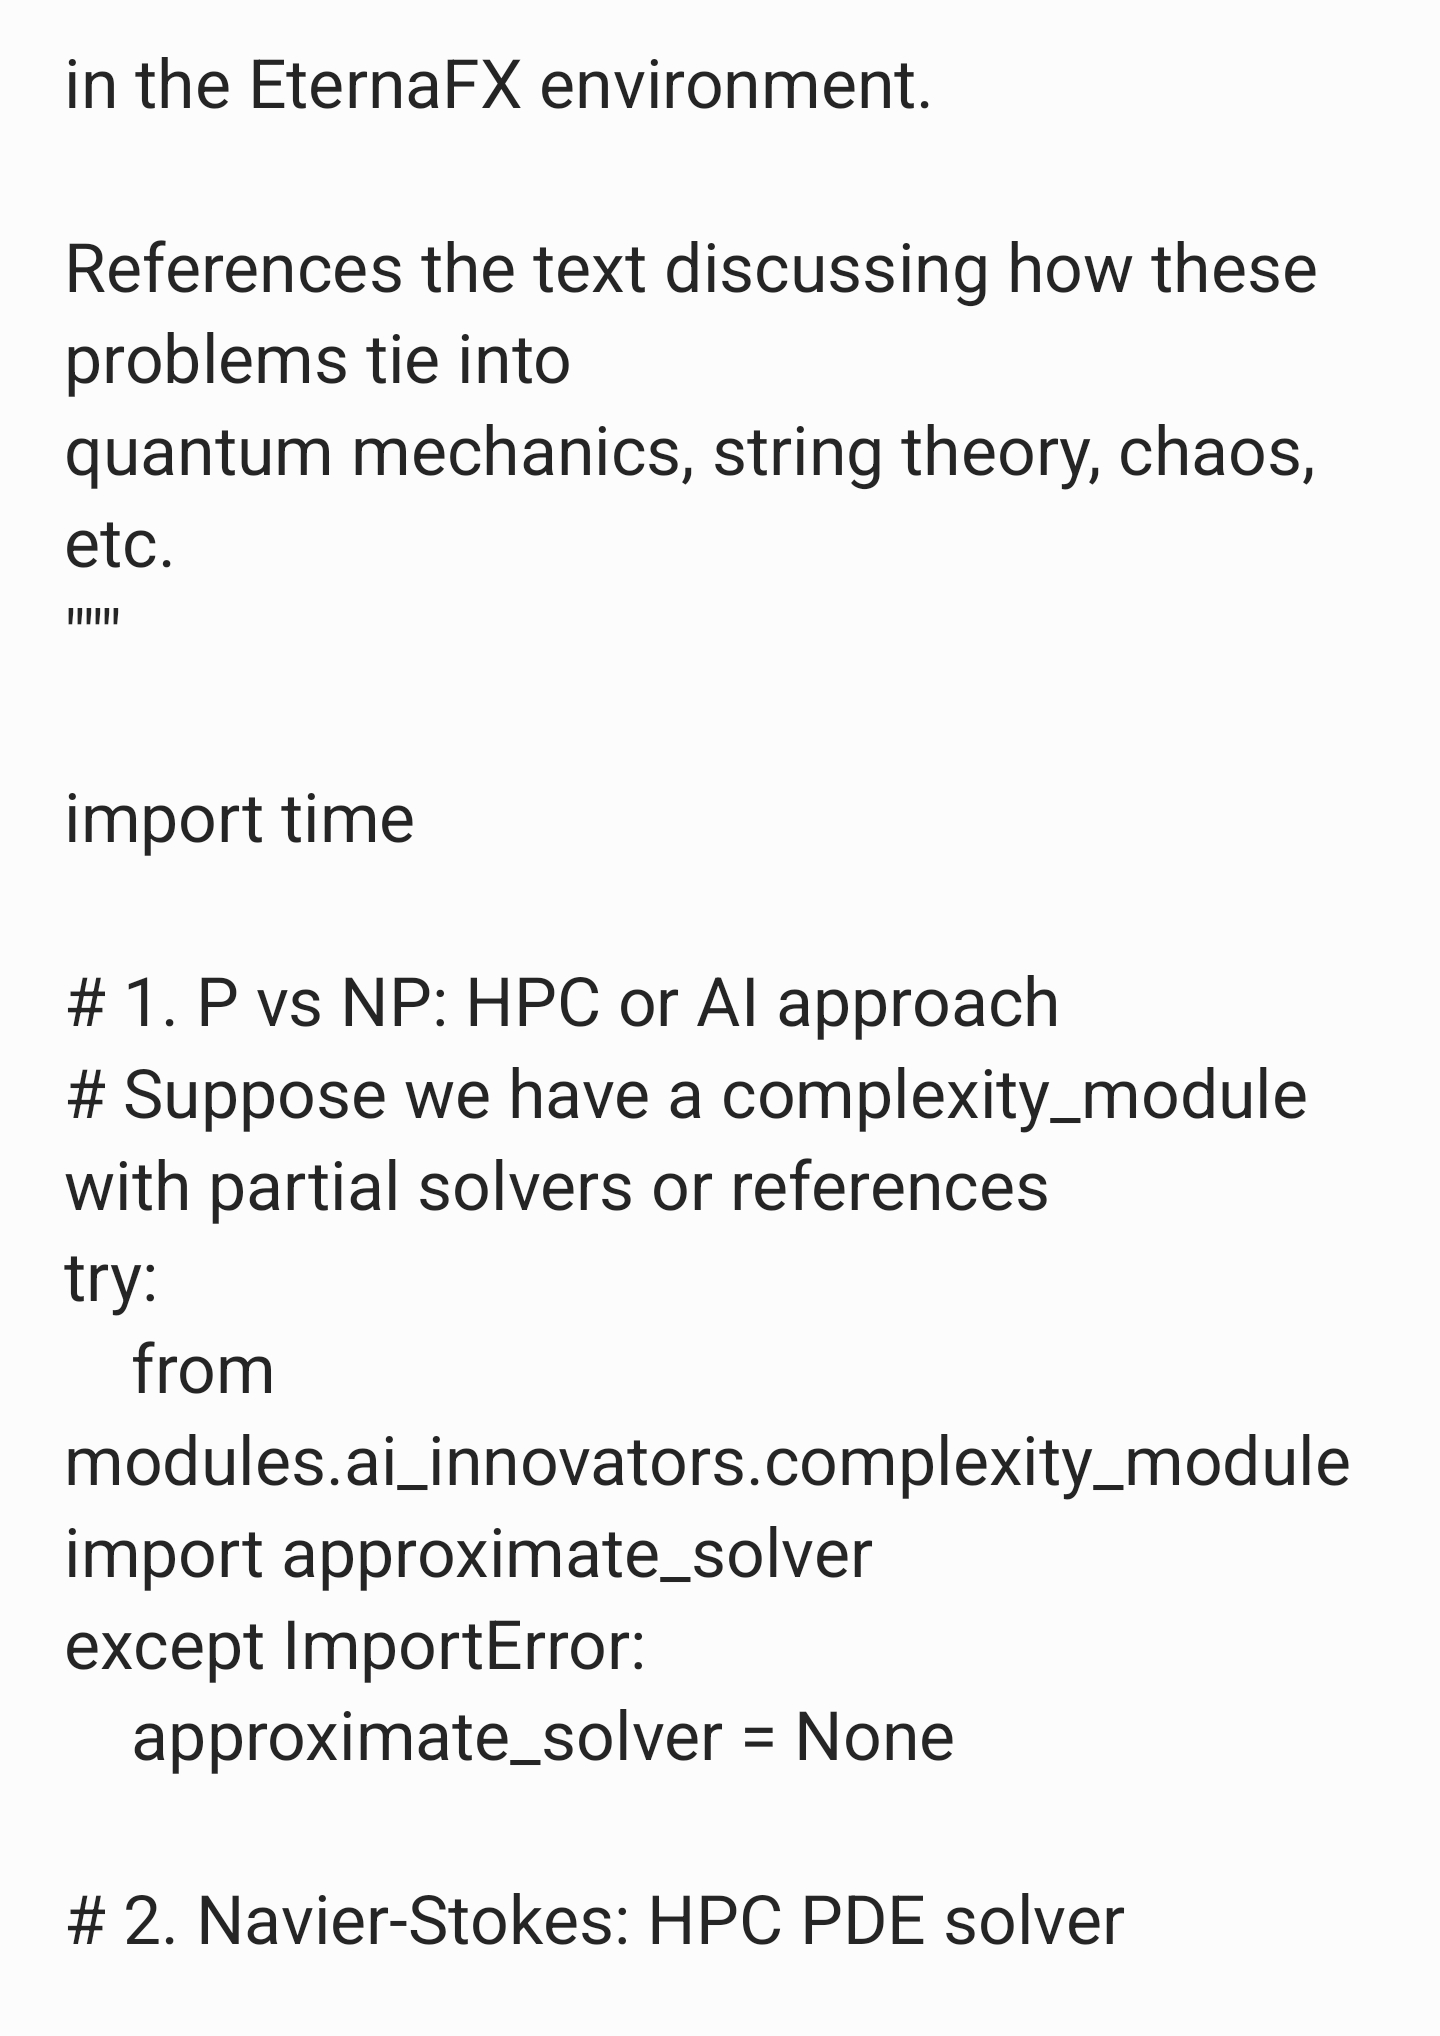 in the EternaFX environment.
References the text discussing how these
problems tie into
quantum mechanics, string theory, chaos,
etc.
"""
import time
# 1. P vs NP: HPC or AI approach
# Suppose we have a complexity_module
with partial solvers or references
try:
    from
modules.ai_innovators.complexity_module
import approximate_solver
except ImportError:
    approximate_solver = None
# 2. Navier-Stokes: HPC PDE solver